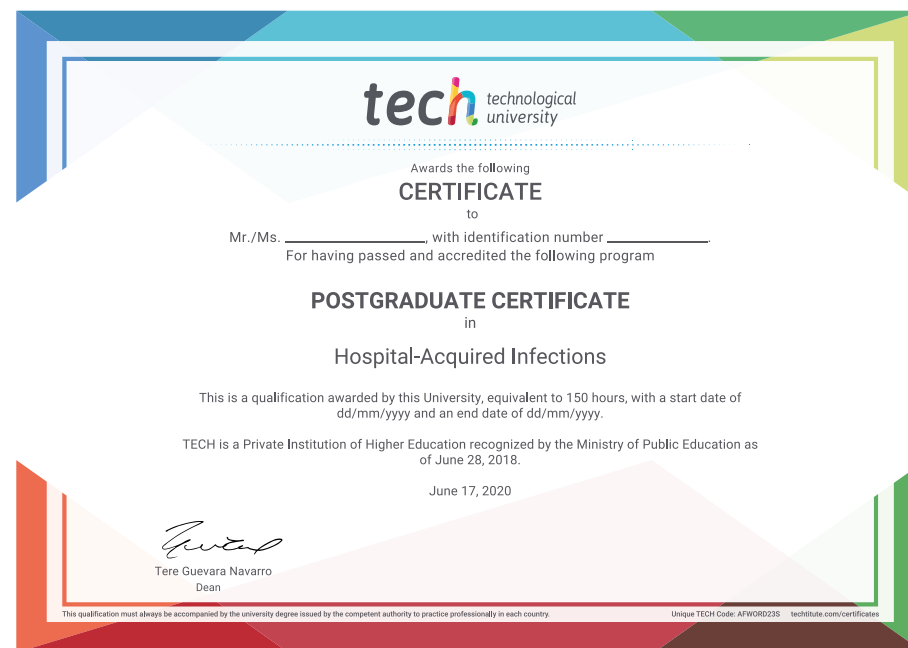 tech technological
university
Awards the following
CERTIFICATE
to
Mr./Ms. ____________________, with identification number ______________.
For having passed and accredited the following program
POSTGRADUATE CERTIFICATE
in
Hospital-Acquired Infections
This is a qualification awarded by this University, equivalent to 150 hours, with a start date of
dd/mm/yyyy and an end date of dd/mm/yyyy.
TECH is a Private Institution of Higher Education recognized by the Ministry of Public Education as
of June 28, 2018.
June 17, 2020
Tere Guevara Navarro
Dean
This qualification must always be accompanied by the university degree issued by the competent authority to practice professionally in each country. Unique TECH Code: AFWORD23S techtitute.com/certificates